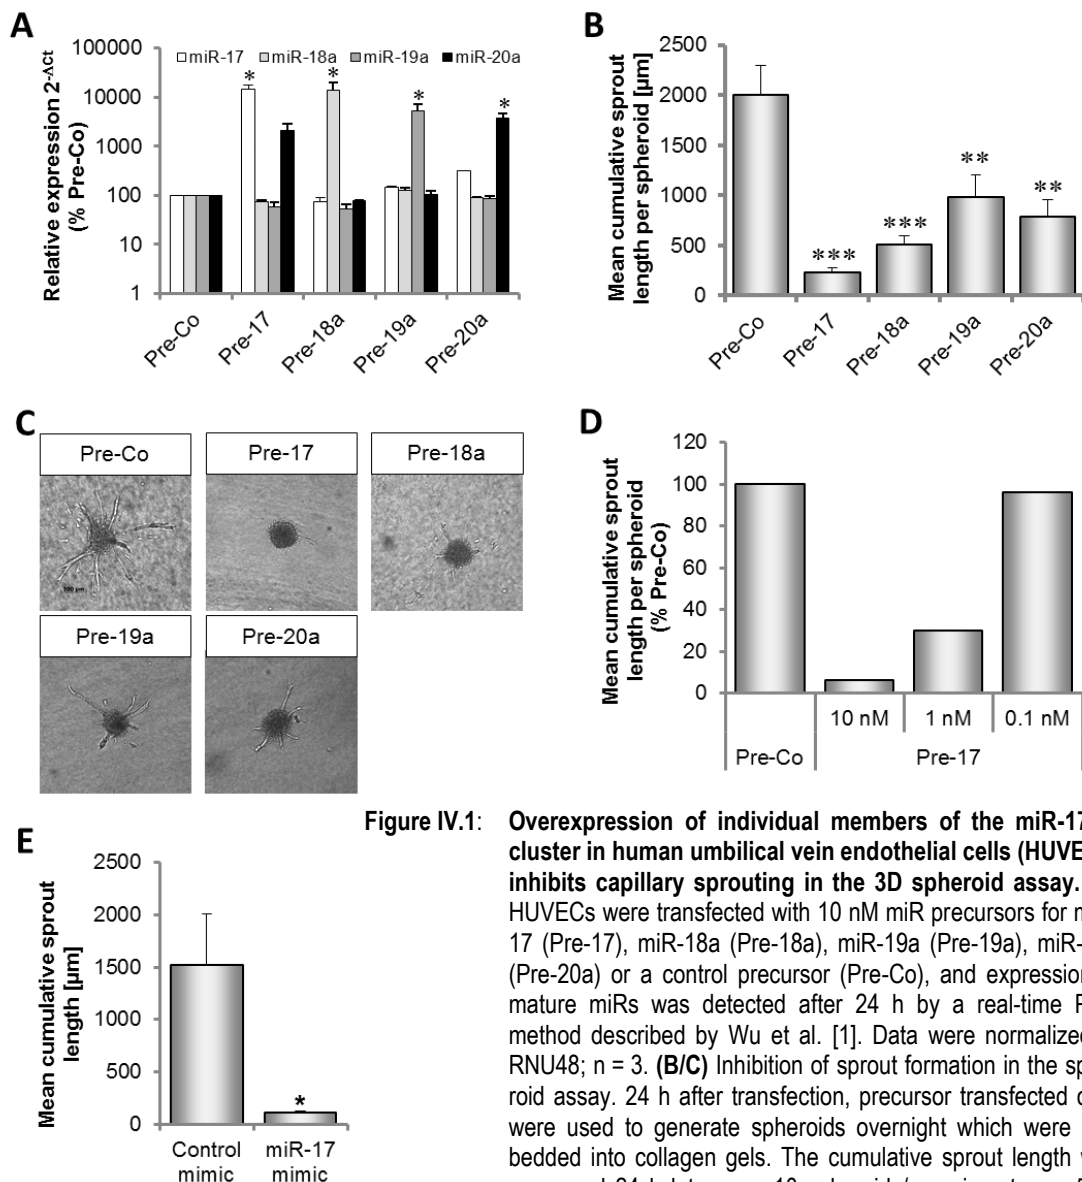 A
Relative expression 2-Δct
(% Pre-Co)
100000
10000
1000
100
10
1
miR-17 miR-18a miR-19a miR-20a
* * * *
Pre-Co Pre-17 Pre-18a Pre-19a Pre-20a
B
Mean cumulative sprout
length per spheroid [µm]
2500
2000
1500
1000
500
0
*** *** ** **
Pre-Co Pre-17 Pre-18a Pre-19a Pre-20a
C
Pre-Co Pre-17 Pre-18a
100 µm
Pre-19a Pre-20a
D
Mean cumulative sprout
length per spheroid
(% Pre-Co)
120
100
80
60
40
20
0
10 nM 1 nM 0.1 nM
Pre-Co Pre-17
E
Mean cumulative sprout
length [µm]
2500
2000
1500
1000
500
0
*
Control
mimic
miR-17
mimic
Figure IV.1: Overexpression of individual members of the miR-17
cluster in human umbilical vein endothelial cells (HUVE
inhibits capillary sprouting in the 3D spheroid assay.
HUVECs were transfected with 10 nM miR precursors for m
17 (Pre-17), miR-18a (Pre-18a), miR-19a (Pre-19a), miR-
(Pre-20a) or a control precursor (Pre-Co), and expression
mature miRs was detected after 24 h by a real-time P
method described by Wu et al. [1]. Data were normalized
RNU48; n = 3. (B/C) Inhibition of sprout formation in the sp
roid assay. 24 h after transfection, precursor transfected c
were used to generate spheroids overnight which were
bedded into collagen gels. The cumulative sprout length w